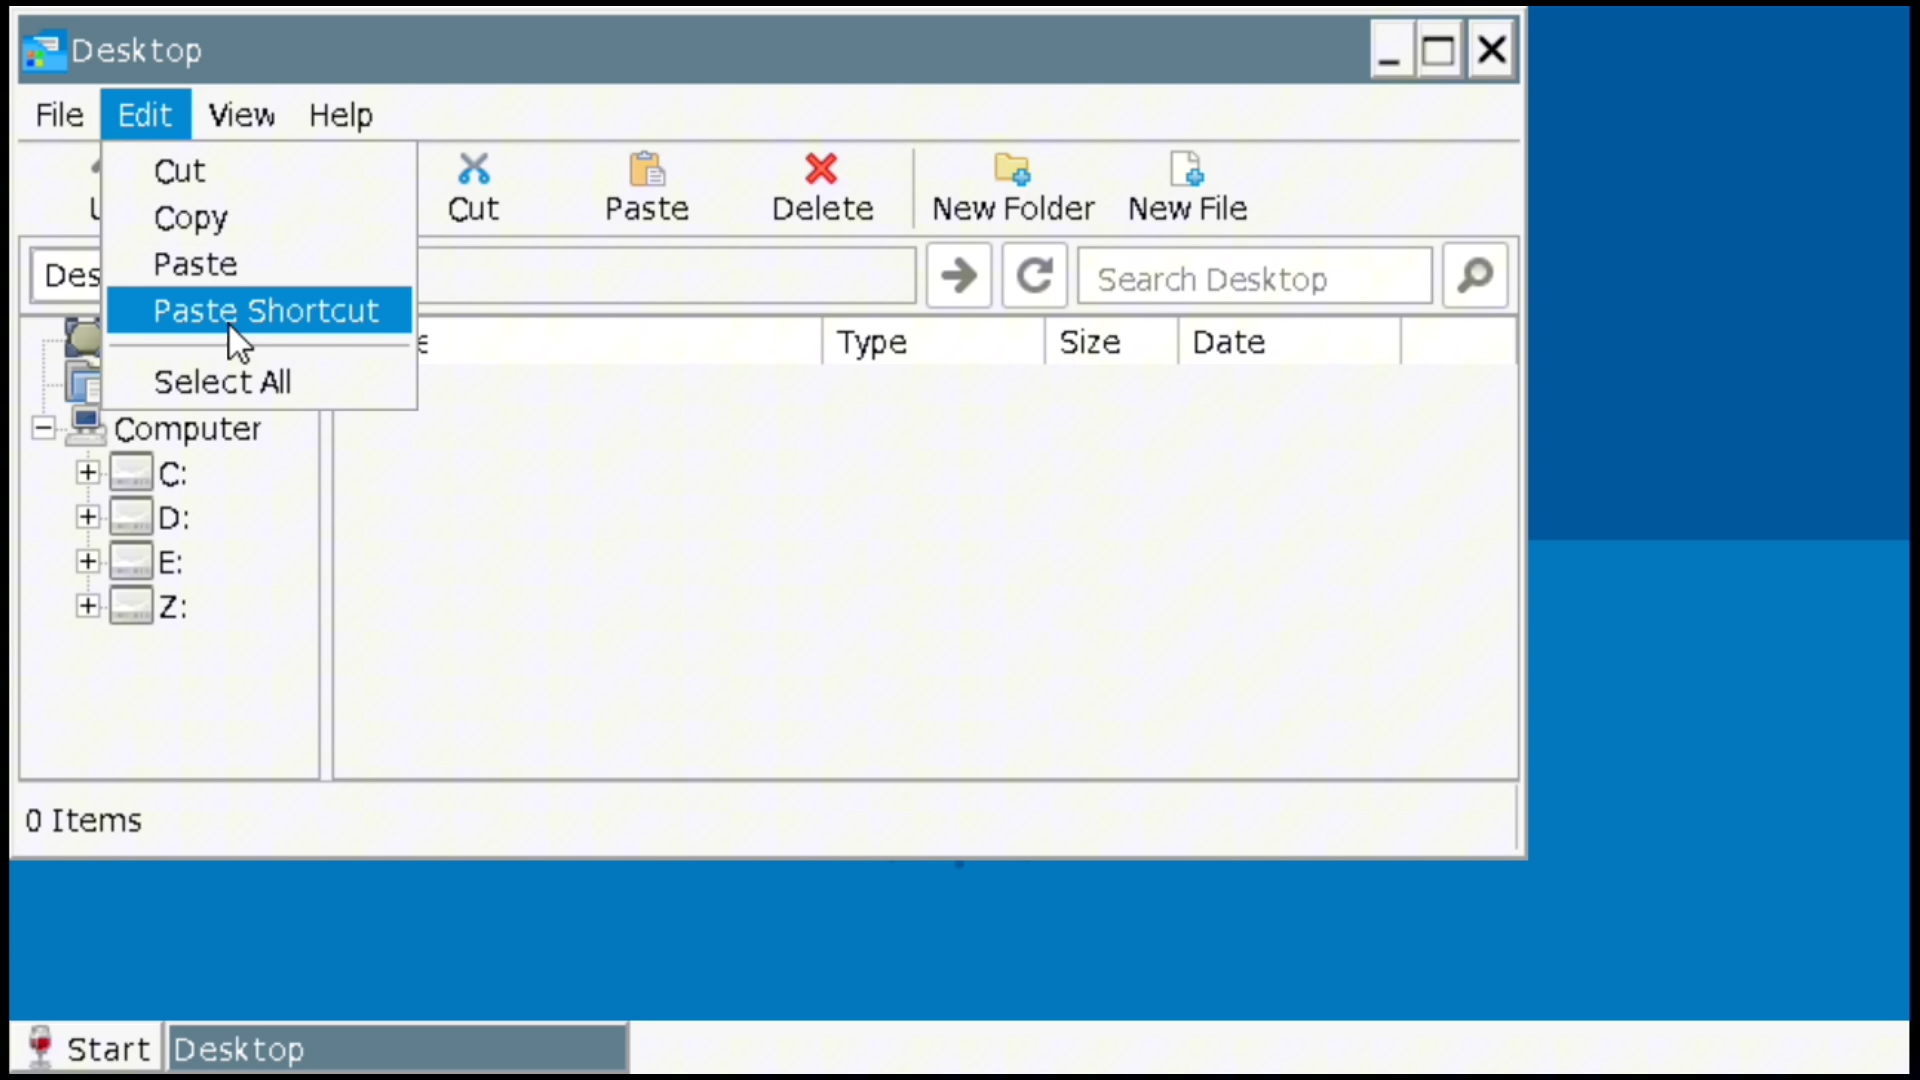 Desktop
File Edit View Help
Cut
Copy
Paste
Paste Shortcut
Select All
Cut Paste Delete New Folder New File
Search Desktop
Type Size Date
Computer
C:
D:
E:
Z:
0 Items
Start Desktop